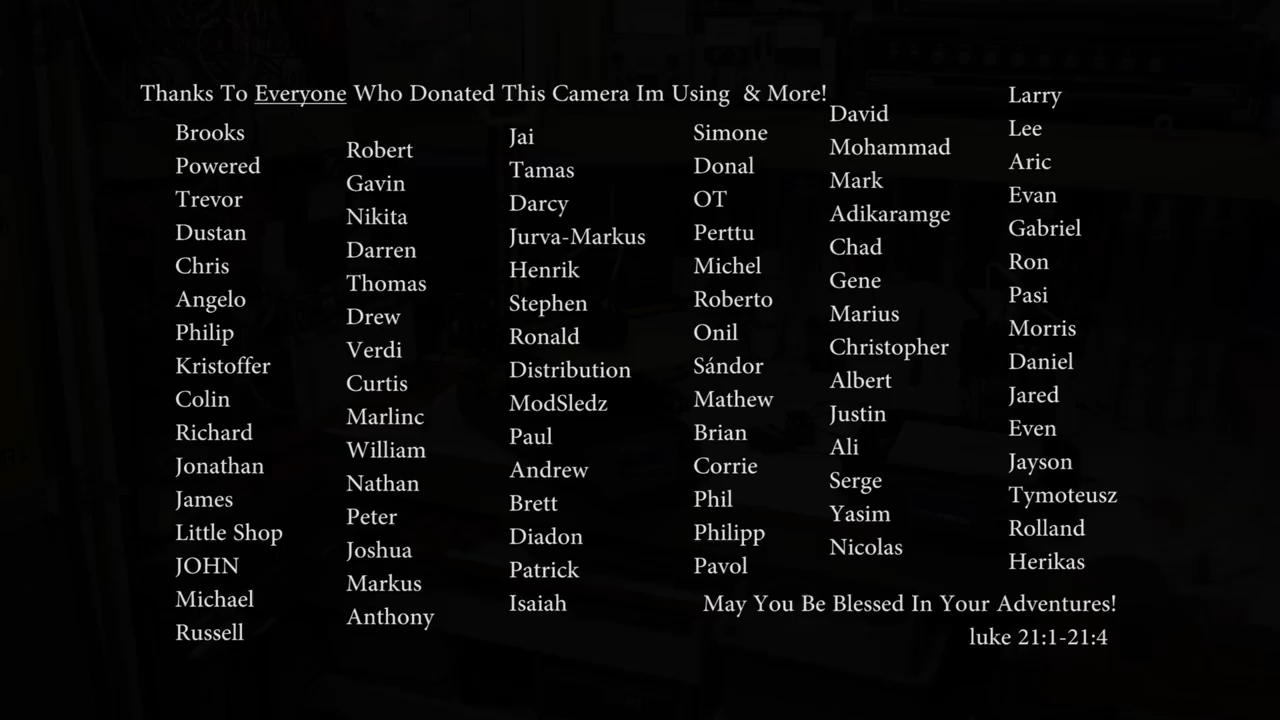 Thanks To Everyone Who Donated This Camera Im Using & More!
Brooks
Powered
Trevor
Dustan
Chris
Angelo
Philip
Kristoffer
Colin
Richard
Jonathan
James
Little Shop
JOHN
Michael
Russell
Robert
Gavin
Nikita
Darren
Thomas
Drew
Verdi
Curtis
Marlinc
William
Nathan
Peter
Joshua
Markus
Anthony
Jai
Tamas
Darcy
Jurva-Markus
Henrik
Stephen
Ronald
Distribution
ModSledz
Paul
Andrew
Brett
Diadon
Patrick
Isaiah
Simone
Donal
OT
Perttu
Michel
Roberto
Onil
Sándor
Mathew
Brian
Corrie
Phil
Philipp
Pavol
David
Mohammad
Mark
Adikaramge
Chad
Gene
Marius
Christopher
Albert
Justin
Ali
Serge
Yasim
Nicolas
Larry
Lee
Aric
Evan
Gabriel
Ron
Pasi
Morris
Daniel
Jared
Even
Jayson
Tymoteusz
Rolland
Herikas
May You Be Blessed In Your Adventures!
luke 21:1-21:4